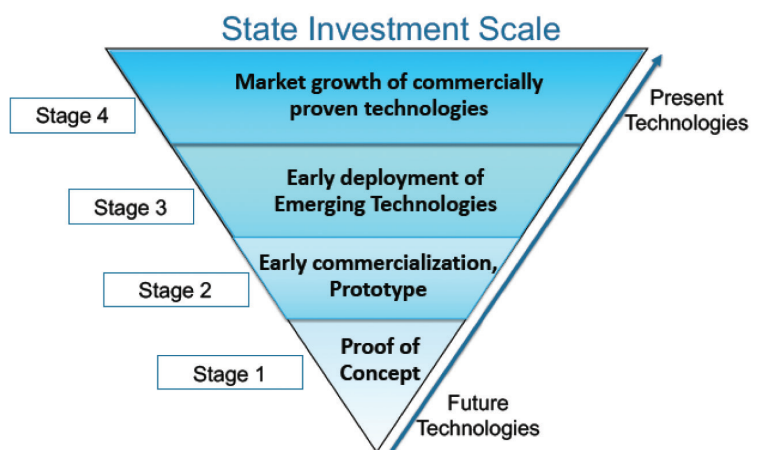 State Investment Scale
Market growth of commercially
proven technologies
Stage 4
Present
Technologies
Early deployment of
Emerging Technologies
Stage 3
Early commercialization,
Prototype
Stage 2
Proof of
Concept
Stage 1
Future
Technologies